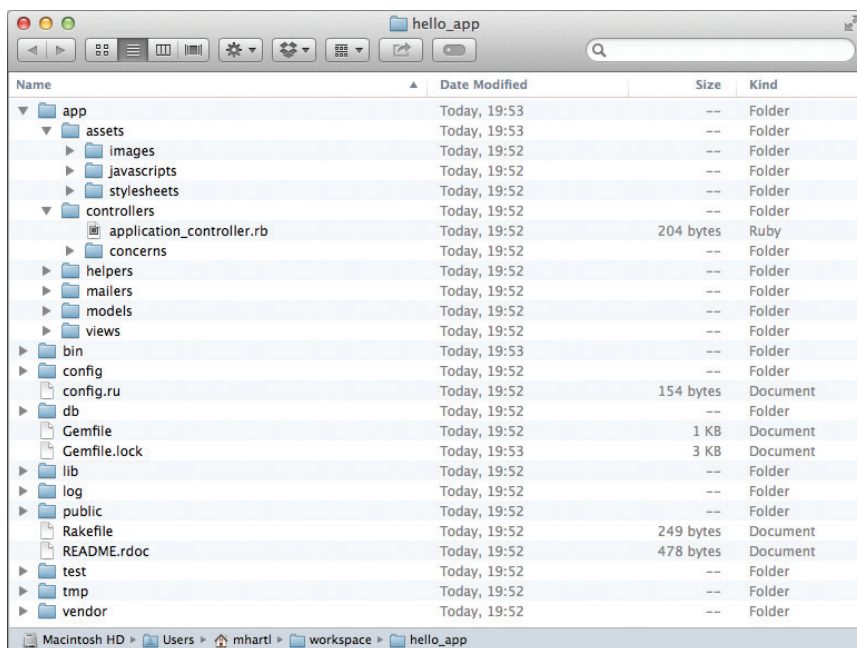 hello_app
Name Date Modified Size Kind
app Today, 19:53 -- Folder
assets Today, 19:53 -- Folder
images Today, 19:52 -- Folder
javascripts Today, 19:52 -- Folder
stylesheets Today, 19:52 -- Folder
controllers Today, 19:52 -- Folder
application_controller.rb Today, 19:52 204 bytes Ruby
concerns Today, 19:52 -- Folder
helpers Today, 19:52 -- Folder
mailers Today, 19:52 -- Folder
models Today, 19:52 -- Folder
views Today, 19:52 -- Folder
bin Today, 19:53 -- Folder
config Today, 19:52 -- Folder
config.ru Today, 19:52 154 bytes Document
db Today, 19:52 -- Folder
Gemfile Today, 19:52 1 KB Document
Gemfile.lock Today, 19:53 3 KB Document
lib Today, 19:52 -- Folder
log Today, 19:52 -- Folder
public Today, 19:52 -- Folder
Rakefile Today, 19:52 249 bytes Document
README.rdoc Today, 19:52 478 bytes Document
test Today, 19:52 -- Folder
tmp Today, 19:52 -- Folder
vendor Today, 19:52 -- Folder
Macintosh HD Users mhartl workspace hello_app